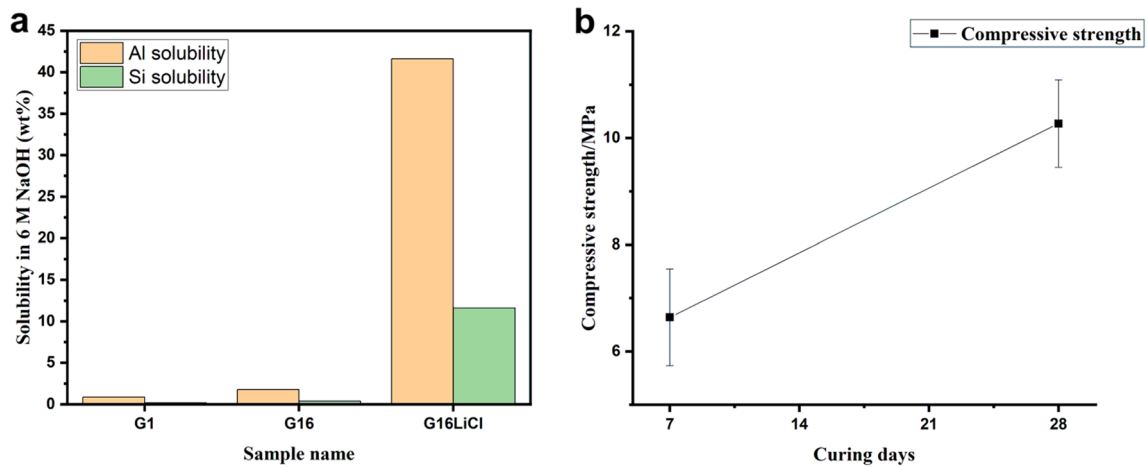 a
45
40
35
30
25
20
15
10
5
0
Solubility in 6 M NaOH (wt%)
Al solubility
Si solubility
G1
G16
G16LiCl
Sample name
b
12
10
8
6
Compressive strength/MPa
Compressive strength
7
14
21
28
Curing days